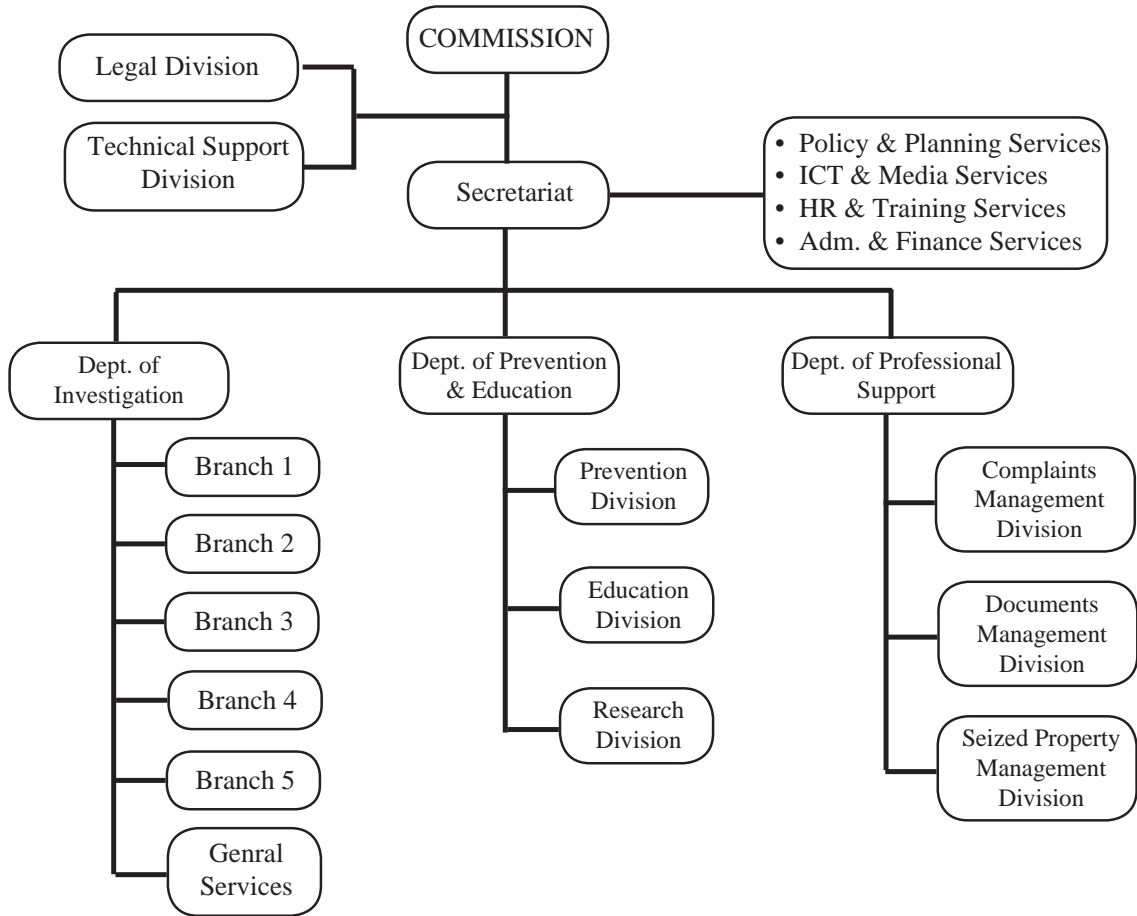 COMMISSION
Legal Division
Technical Support
Division
Secretariat
• Policy & Planning Services
• ICT & Media Services
• HR & Training Services
• Adm. & Finance Services
Dept. of
Investigation
Branch 1
Branch 2
Branch 3
Branch 4
Branch 5
Genral
Services
Dept. of Prevention
& Education
Prevention
Division
Education
Division
Research
Division
Dept. of Professional
Support
Complaints
Management
Division
Documents
Management
Division
Seized Property
Management
Division